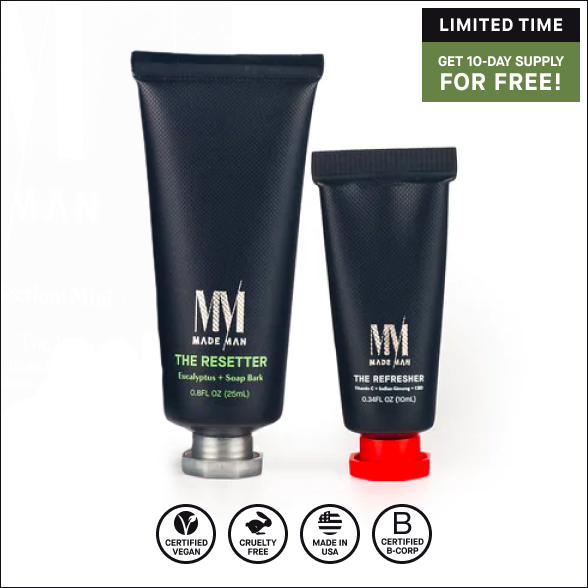 LIMITED TIME
GET 10-DAY SUPPLY
FOR FREE!
MM
MADE MAN
THE RESETTER
Eucalyptus + Soap Bark
0.8FL OZ (25mL)
MM
MADE MAN
THE REFRESHER
Vitamin C + Indian Ginseng + CBD
0.34FL OZ (10mL)
CERTIFIED
VEGAN
CRUELTY
FREE
MADE IN
USA
B
CERTIFIED
B-CORP